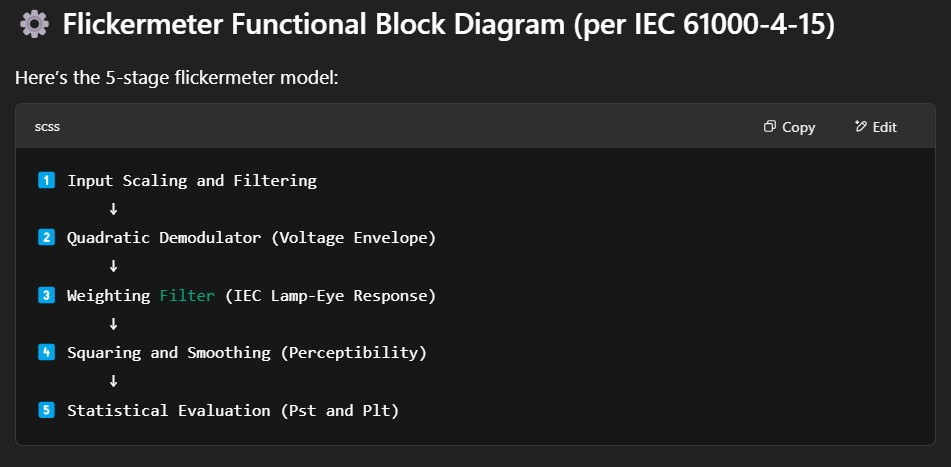 ⚙️ Flickermeter Functional Block Diagram (per IEC 61000-4-15)
Here's the 5-stage flickermeter model:
scss Copy Edit
1 Input Scaling and Filtering
↓
2 Quadratic Demodulator (Voltage Envelope)
↓
3 Weighting Filter (IEC Lamp-Eye Response)
↓
4 Squaring and Smoothing (Perceptibility)
↓
5 Statistical Evaluation (Pst and Plt)